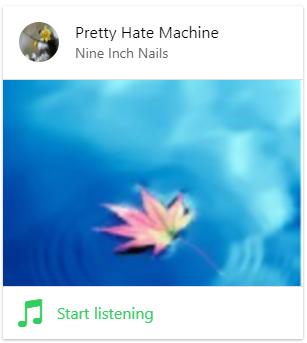 Pretty Hate Machine
Nine Inch Nails
Start listening